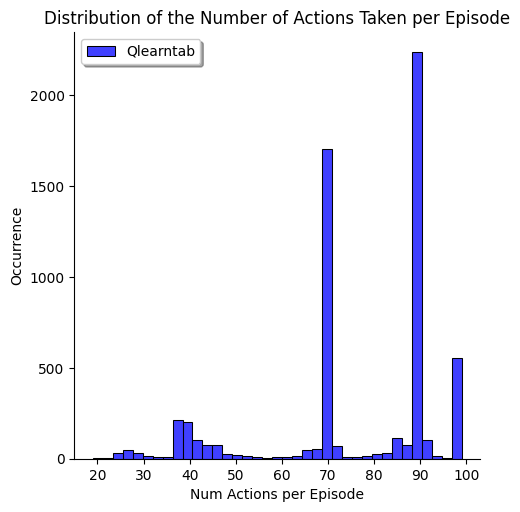 Distribution of the Number of Actions Taken per Episode
Qlearntab
Occurrence
2000
1500
1000
500
0
20 30 40 50 60 70 80 90 100
Num Actions per Episode